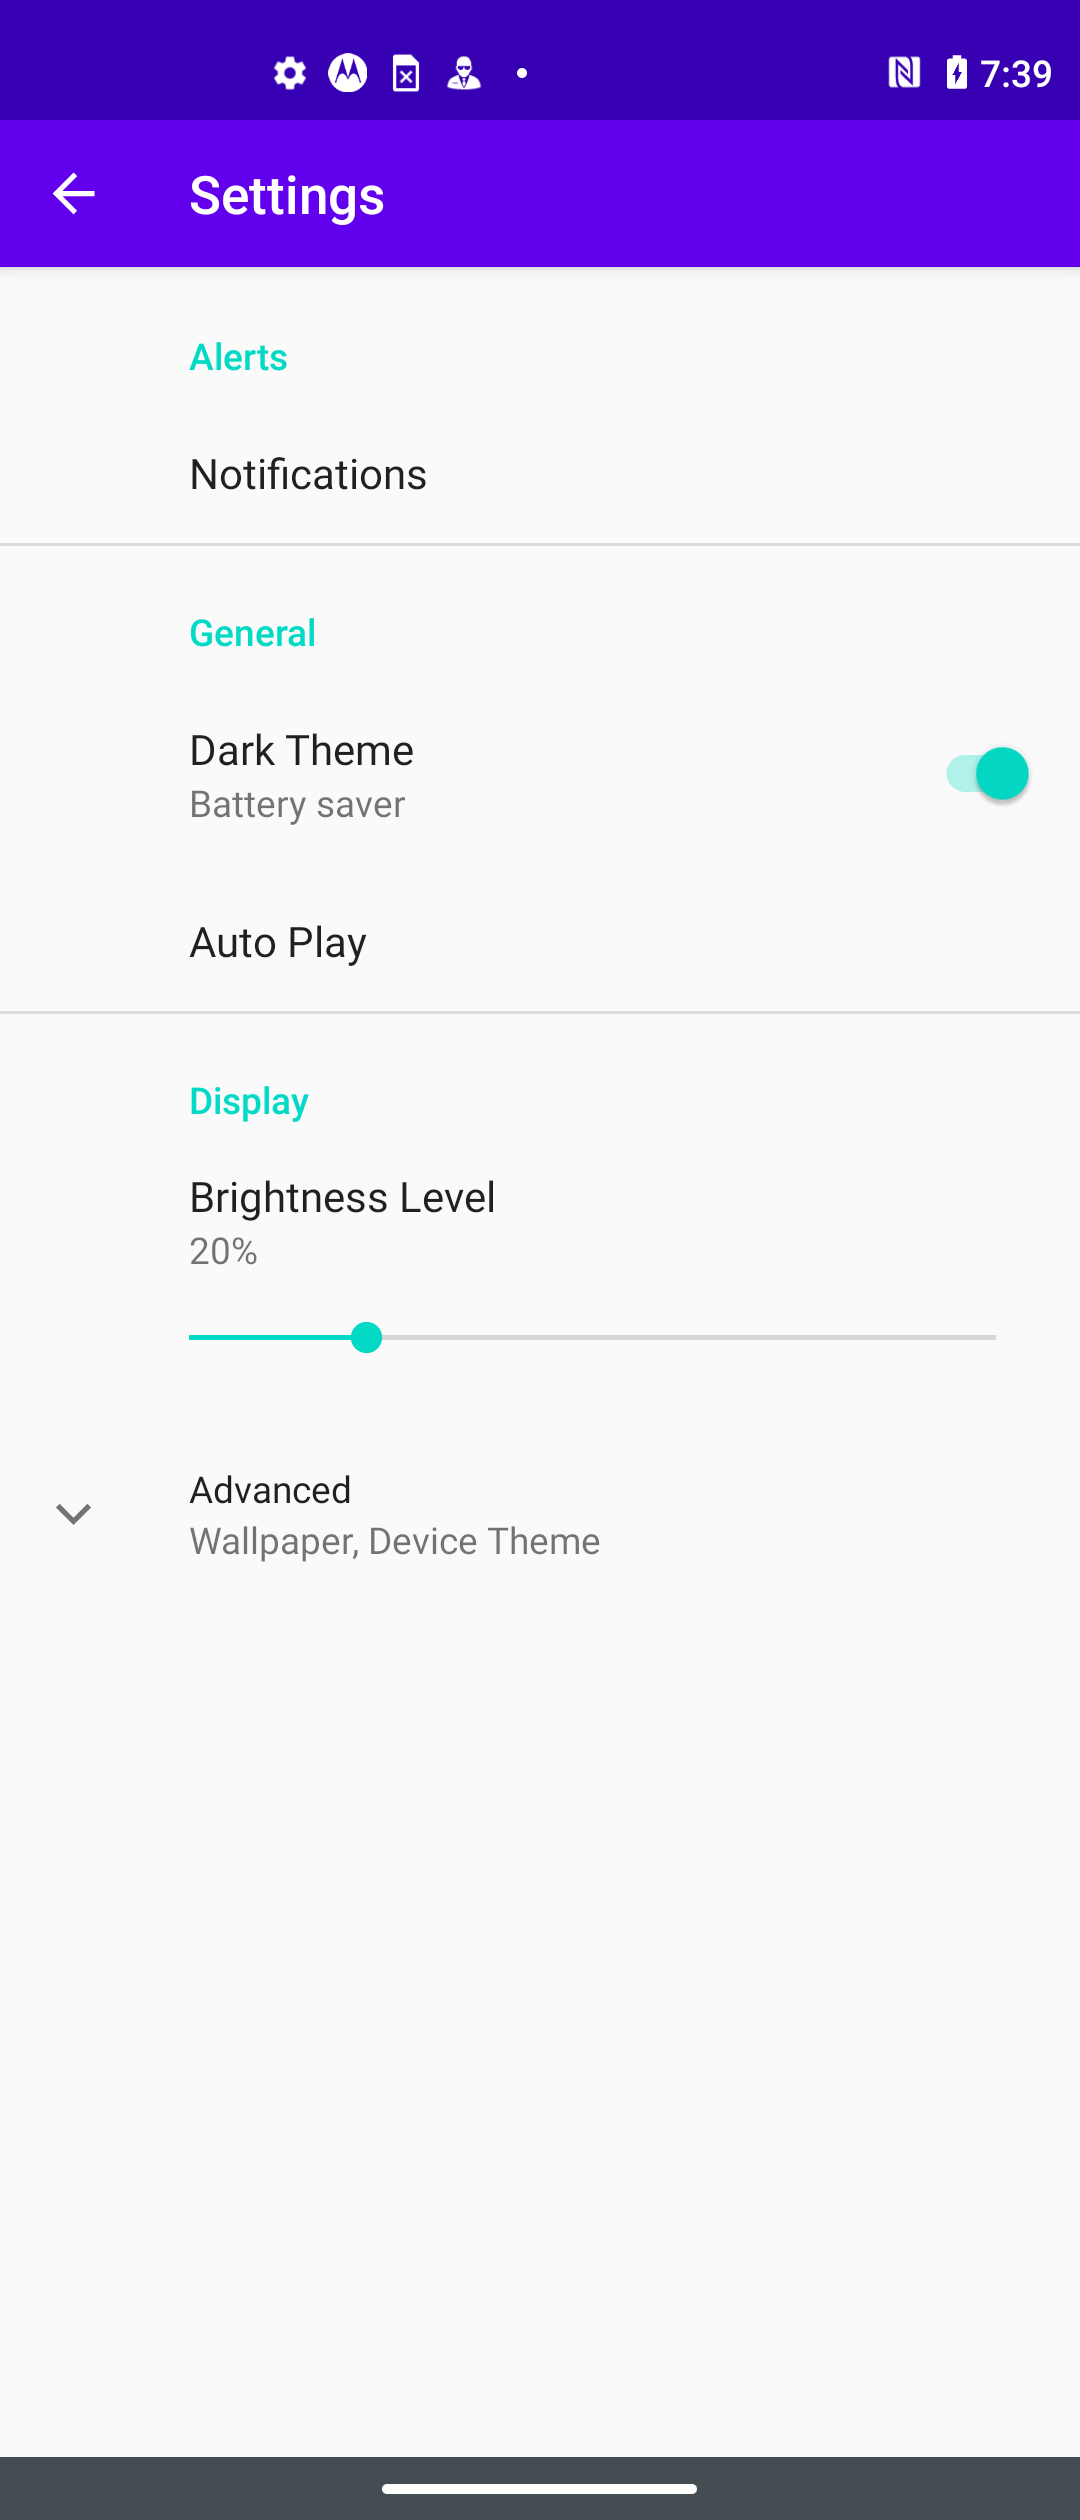 7:39
Settings
Alerts
Notifications
General
Dark Theme
Battery saver
Auto Play
Display
Brightness Level
20%
Advanced
Wallpaper, Device Theme